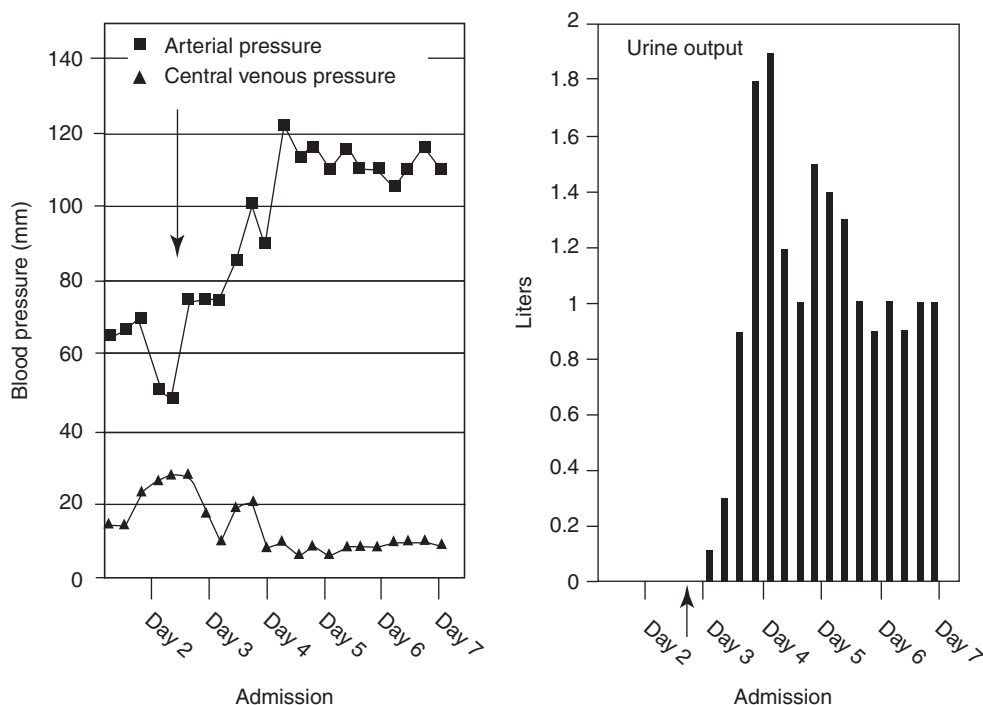 Arterial pressure
Central venous pressure
Blood pressure (mm)
140
120
100
80
60
40
20
0
Day 2
Day 3
Day 4
Day 5
Day 6
Day 7
Admission
Urine output
Liters
2
1.8
1.6
1.4
1.2
1
0.8
0.6
0.4
0.2
0
Day 2
Day 3
Day 4
Day 5
Day 6
Day 7
Admission